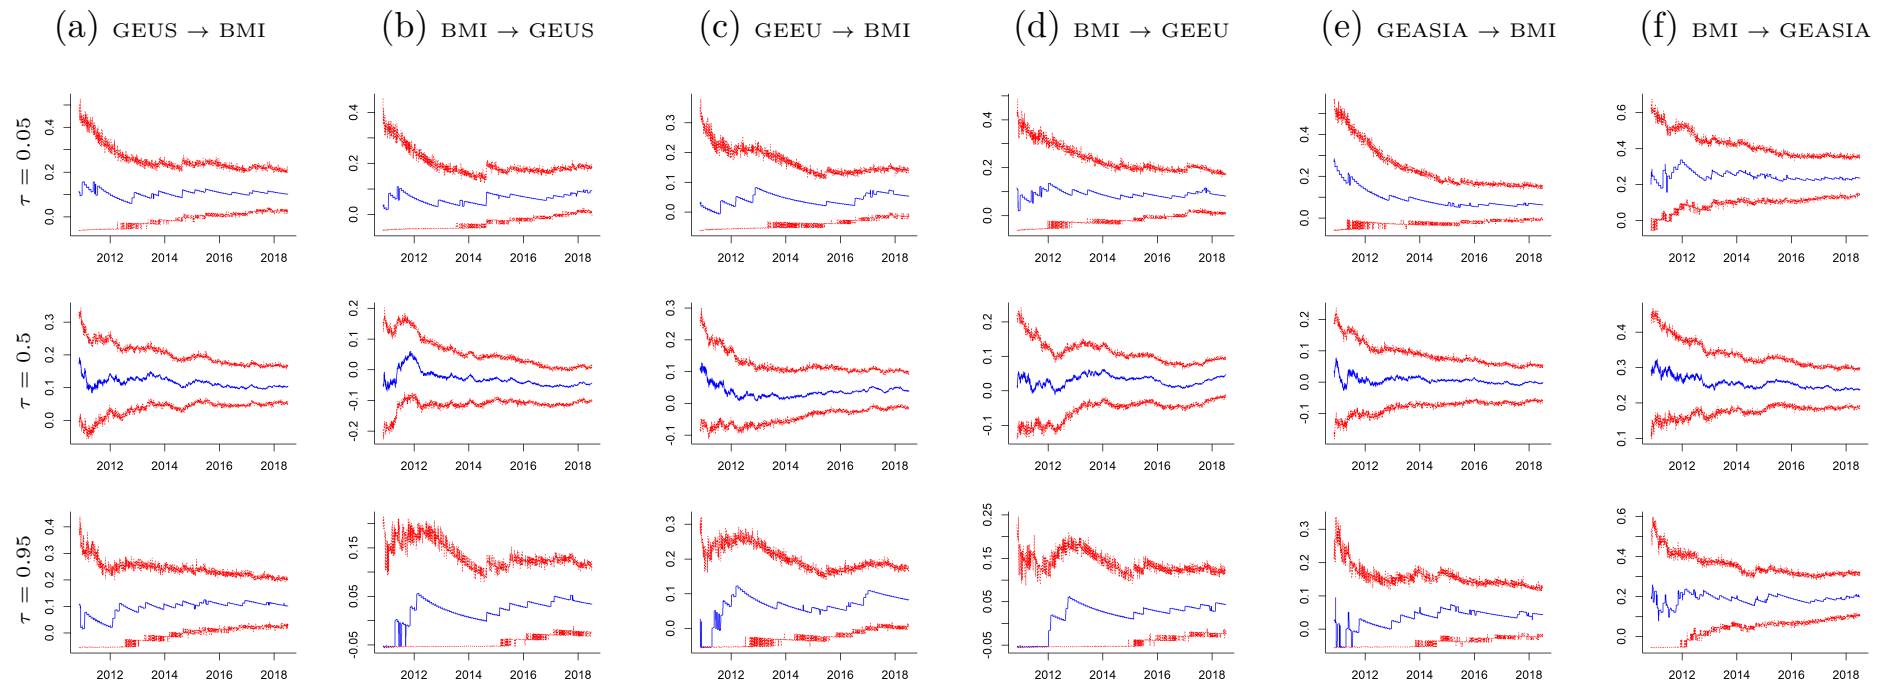 (a) GEUS → BMI (b) BMI → GEUS (c) GEEU → BMI (d) BMI → GEEU (e) GEASIA → BMI (f) BMI → GEASIA
τ = 0.05
0.0 0.2 0.4
2012 2014 2016 2018
0.0 0.2 0.4
2012 2014 2016 2018
0.0 0.1 0.2 0.3
2012 2014 2016 2018
0.0 0.2 0.4
2012 2014 2016 2018
0.0 0.2 0.4
2012 2014 2016 2018
0.0 0.2 0.4 0.6
2012 2014 2016 2018
τ = 0.5
0.0 0.1 0.2 0.3
2012 2014 2016 2018
-0.2 -0.1 0.0 0.1 0.2
2012 2014 2016 2018
-0.1 0.0 0.1 0.2 0.3
2012 2014 2016 2018
-0.1 0.0 0.1 0.2
2012 2014 2016 2018
-0.1 0.0 0.1 0.2
2012 2014 2016 2018
0.1 0.2 0.3 0.4
2012 2014 2016 2018
τ = 0.95
0.0 0.1 0.2 0.3 0.4
2012 2014 2016 2018
-0.05 0.05 0.15
2012 2014 2016 2018
0.0 0.1 0.2 0.3
2012 2014 2016 2018
-0.05 0.05 0.15 0.25
2012 2014 2016 2018
0.0 0.1 0.2 0.3
2012 2014 2016 2018
0.0 0.2 0.4 0.6
2012 2014 2016 2018